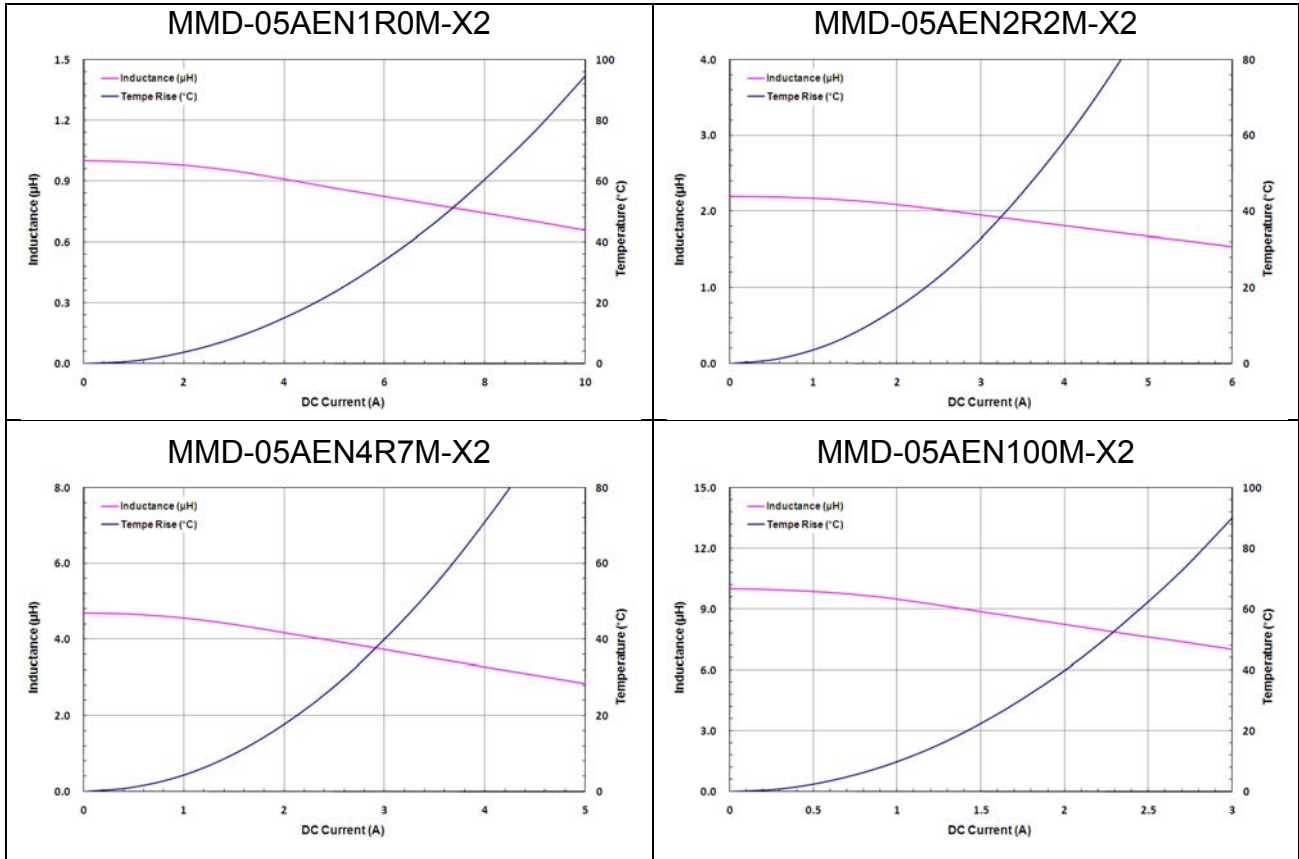 MMD-05AEN1R0M-X2
1.5
1.2
0.9
0.6
0.3
0.0
Inductance (µH)
Inductance (µH)
Tempe Rise (°C)
100
80
60
40
20
0
Temperature (°C)
0 2 4 6 8 10
DC Current (A)
MMD-05AEN2R2M-X2
4.0
3.0
2.0
1.0
0.0
Inductance (µH)
Inductance (µH)
Tempe Rise (°C)
80
60
40
20
0
Temperature (°C)
0 1 2 3 4 5 6
DC Current (A)
MMD-05AEN4R7M-X2
8.0
6.0
4.0
2.0
0.0
Inductance (µH)
Inductance (µH)
Tempe Rise (°C)
80
60
40
20
0
Temperature (°C)
0 1 2 3 4 5
DC Current (A)
MMD-05AEN100M-X2
15.0
12.0
9.0
6.0
3.0
0.0
Inductance (µH)
Inductance (µH)
Tempe Rise (°C)
100
80
60
40
20
0
Temperature (°C)
0 0.5 1 1.5 2 2.5 3
DC Current (A)